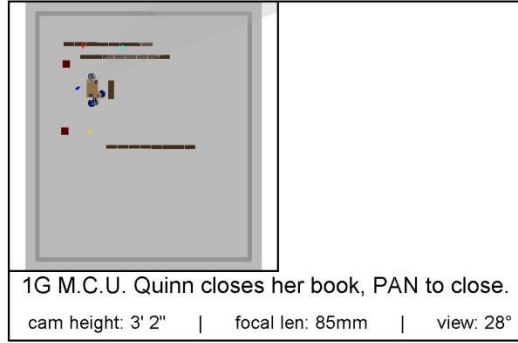 1G M.C.U. Quinn closes her book, PAN to close.
cam height: 3' 2" | focal len: 85mm | view: 28°